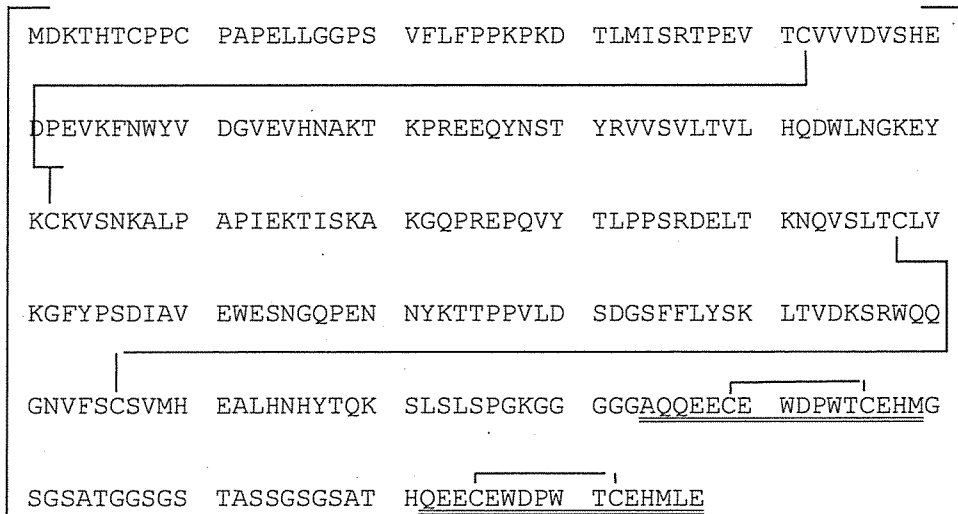 MDKTHTCPPC PAPELLGGPS VFLFPPKPKD TLMISRTPEV TCVVVDVSHE
DPEVKFNWYV DGVEVHNAKT KPREEQYNST YRVVSVLTVL HQDWLNGKEY
KCKVSNKALP APIEKTISKA KGQPREPQVY TLPPSRDELT KNQVSLTCLV
KGFYPSDIAV EWESNGQPEN NYKTTPPVLD SDGSFFLYSK LTVDKSRWQQ
GNVFSCSVMH EALHNHYTQK SLSLSPGKGG GGGAQQEECE WDPWTCEHMG
SGSATGGSGS TASSGSGSAT HQEECEWDPW TCEHMLE